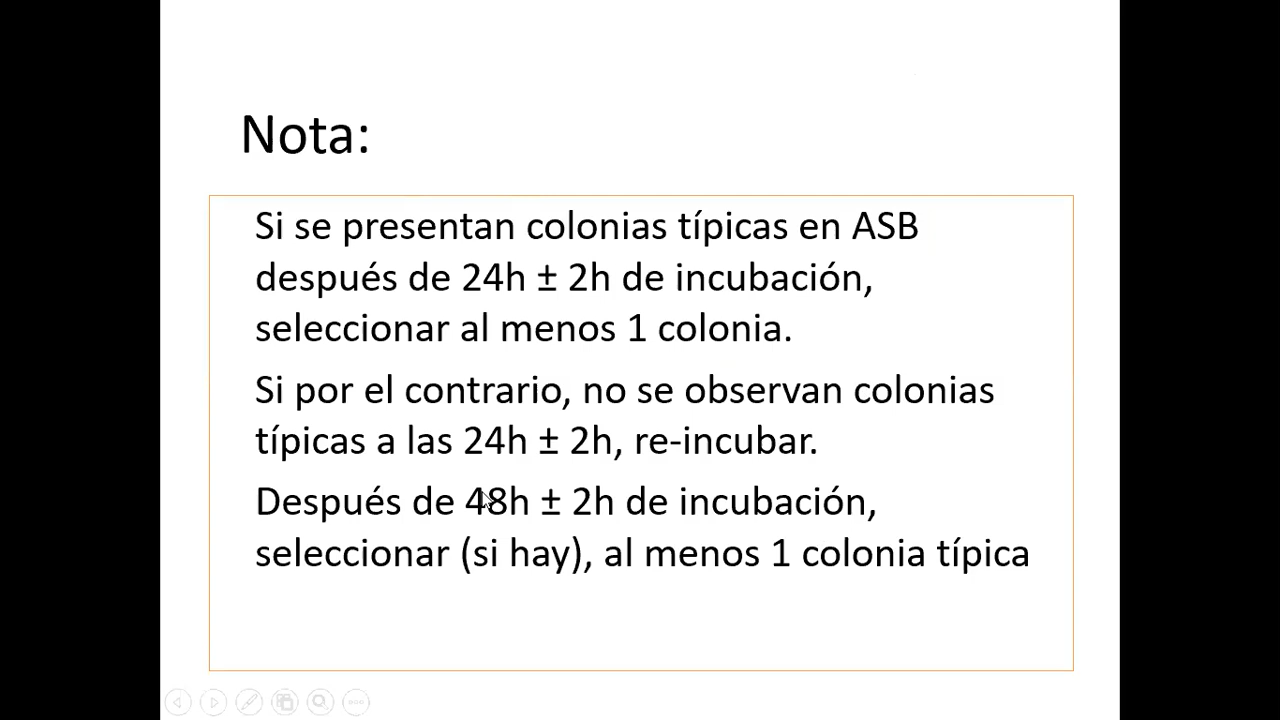 Nota:
Si se presentan colonias típicas en ASB
después de 24h ± 2h de incubación,
seleccionar al menos 1 colonia.
Si por el contrario, no se observan colonias
típicas a las 24h ± 2h, re-incubar.
Después de 48h ± 2h de incubación,
seleccionar (si hay), al menos 1 colonia típica